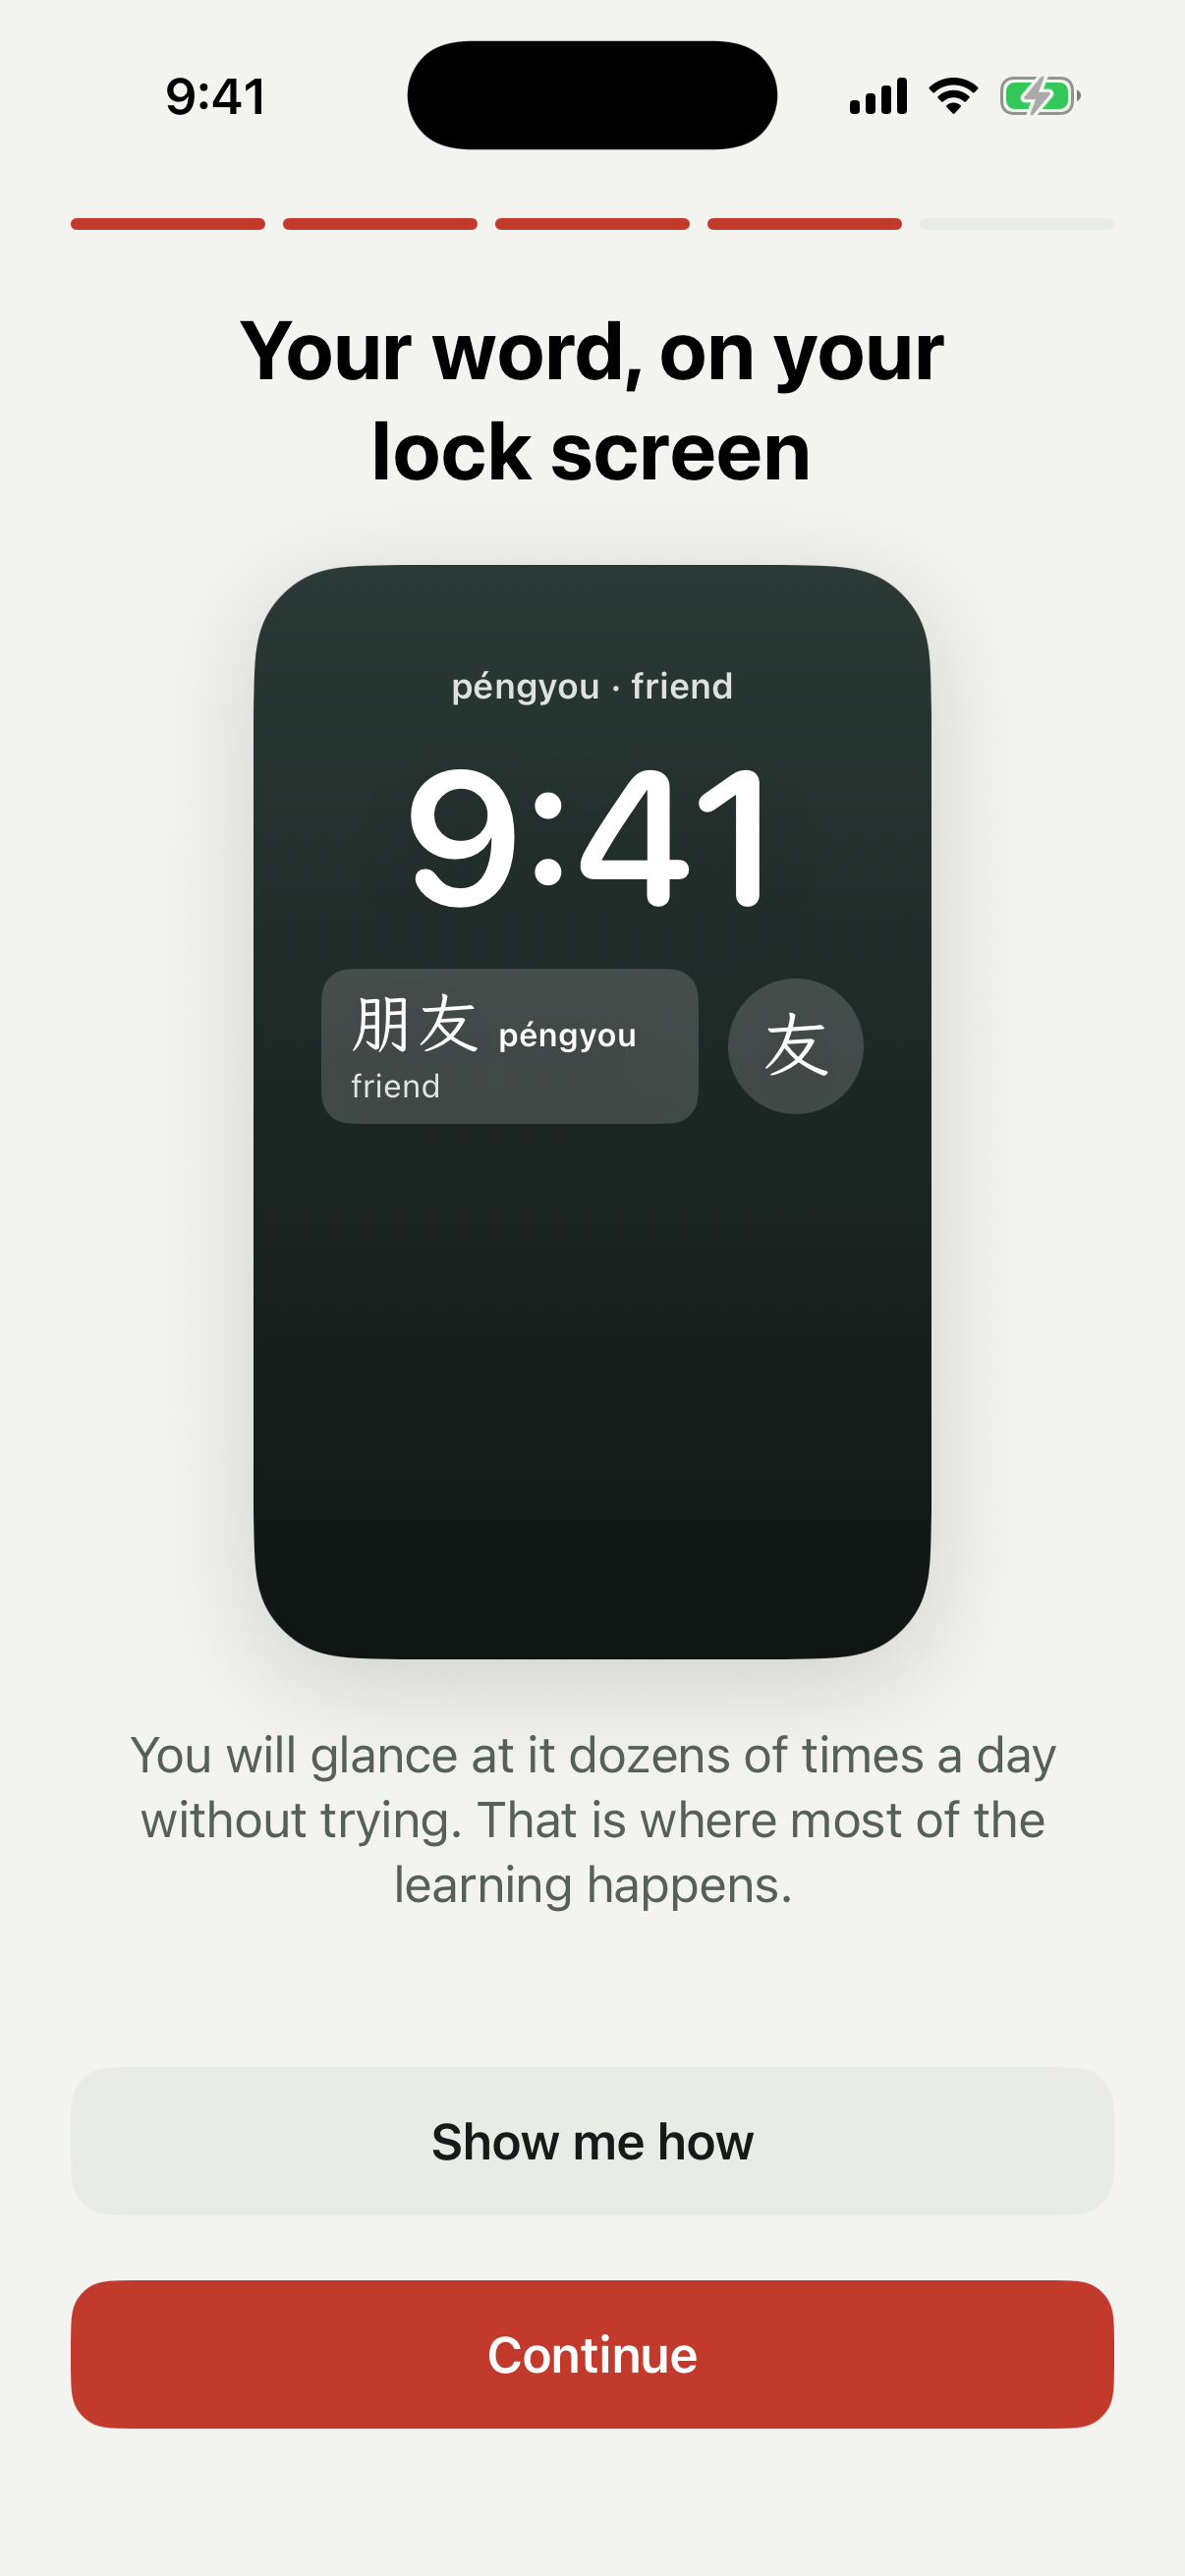 9:41
Your word, on your
lock screen
péngyou · friend
9:41
朋友 péngyou
friend
友
You will glance at it dozens of times a day
without trying. That is where most of the
learning happens.
Show me how
Continue